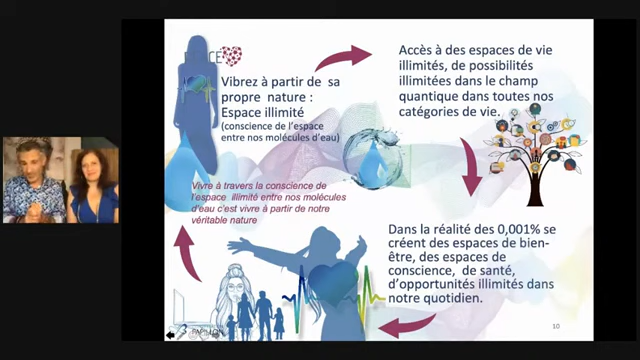 Vibrez à partir de sa
propre nature :
Espace illimité
(conscience de l'espace
entre nos molécules d'eau)
Accès à des espaces de vie
illimités, de possibilités
illimitées dans le champ
quantique dans toutes nos
catégories de vie.
Vivre à travers la conscience de
l'espace illimité entre nos molécules
d'eau c'est vivre à partir de notre
véritable nature
Dans la réalité des 0,001% se
créent des espaces de bien-
être, des espaces de
conscience, de santé,
d'opportunités illimités dans
notre quotidien.
PAPILLON
10